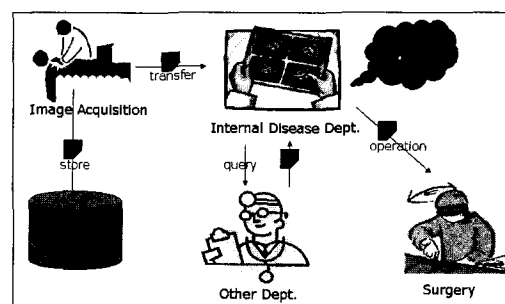 transfer
Image Acquisition
Internal Disease Dept.
store
query
operation
Other Dept.
Surgery